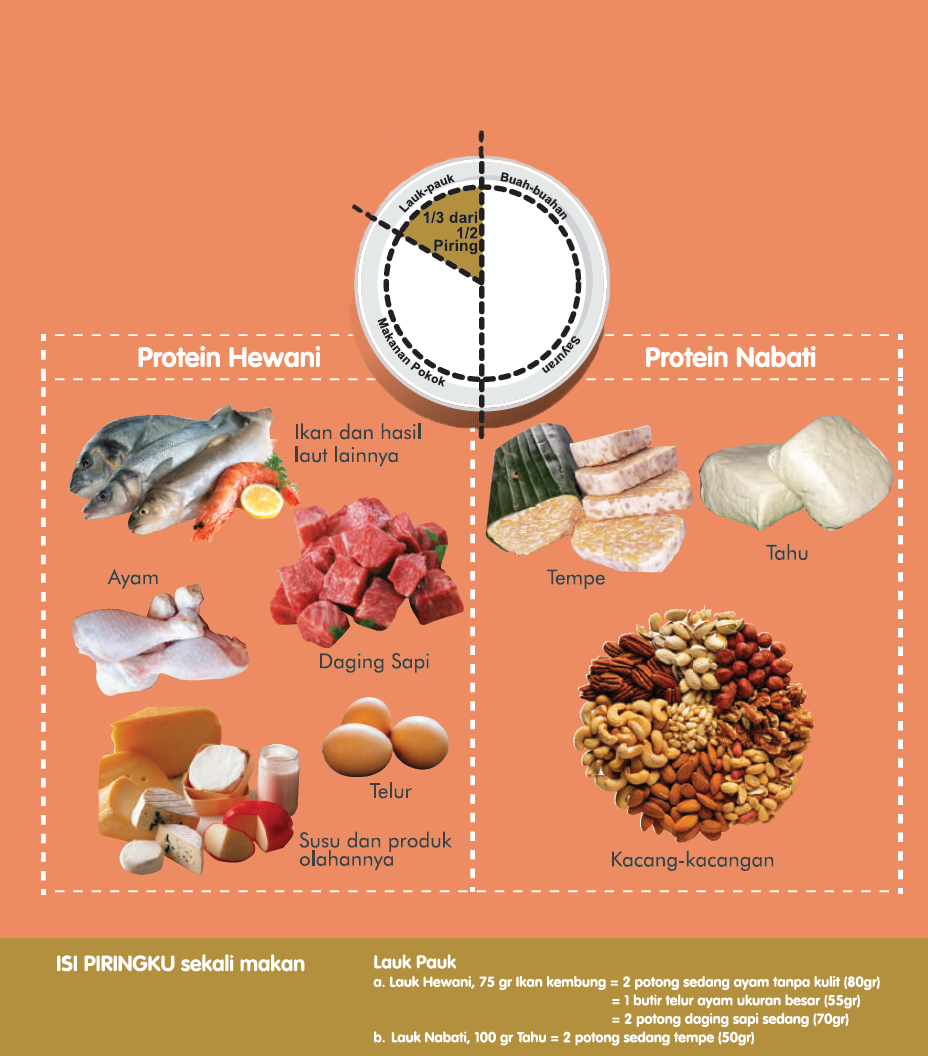 Lauk-pauk
Buah-buahan
1/3 dari
1/2
Piring
Makanan Pokok
Sayuran
Protein Hewani
Protein Nabati
Ikan dan hasil
laut lainnya
Ayam
Daging Sapi
Telur
Susu dan produk
olahannya
Tempe
Tahu
Kacang-kacangan
ISI PIRINGKU sekali makan
Lauk Pauk
a. Lauk Hewani, 75 gr Ikan kembung = 2 potong sedang ayam tanpa kulit (80gr)
= 1 butir telur ayam ukuran besar (55gr)
= 2 potong daging sapi sedang (70gr)
b. Lauk Nabati, 100 gr Tahu = 2 potong sedang tempe (50gr)